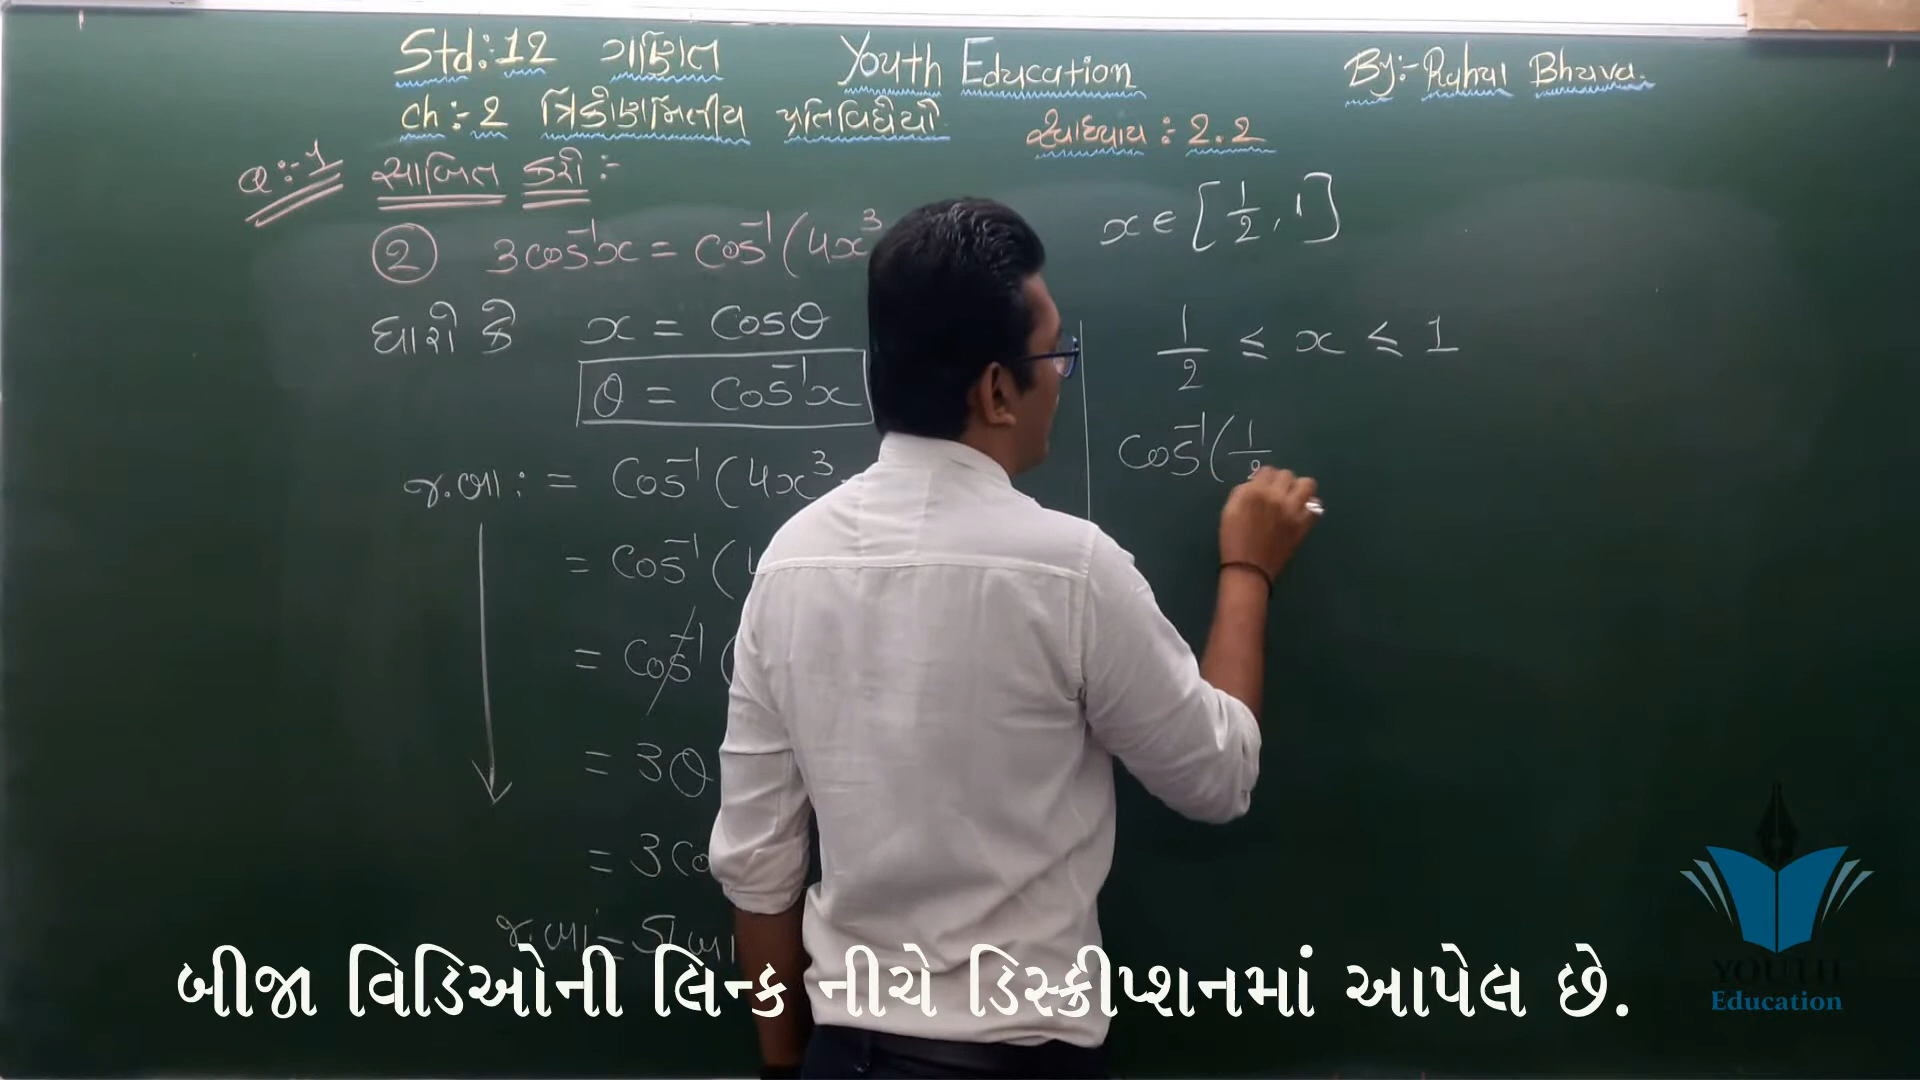 Std:-12 ગણિત Youth Education By:- Rahul Bhava.
Ch:-2 ત્રિકોણમિતીય પ્રતિવિધેયો સ્વાધ્યાય : 2.2
Q:-1 સાબિત કરો :-
② 3cos⁻¹x = cos⁻¹(4x³
x ∈ [1/2, 1]
ધારો કે x = cosθ
θ = cos⁻¹x
જ.બા : = cos⁻¹(4x³
= cos⁻¹(4
= cos⁻¹(
= 3θ
= 3co
જ.બા = ડા.બા
1/2 ≤ x ≤ 1
cos⁻¹(1/2
બીજા વિડિઓની લિન્ક નીચે ડિસ્ક્રીપ્શનમાં આપેલ છે.
YOUTH
Education